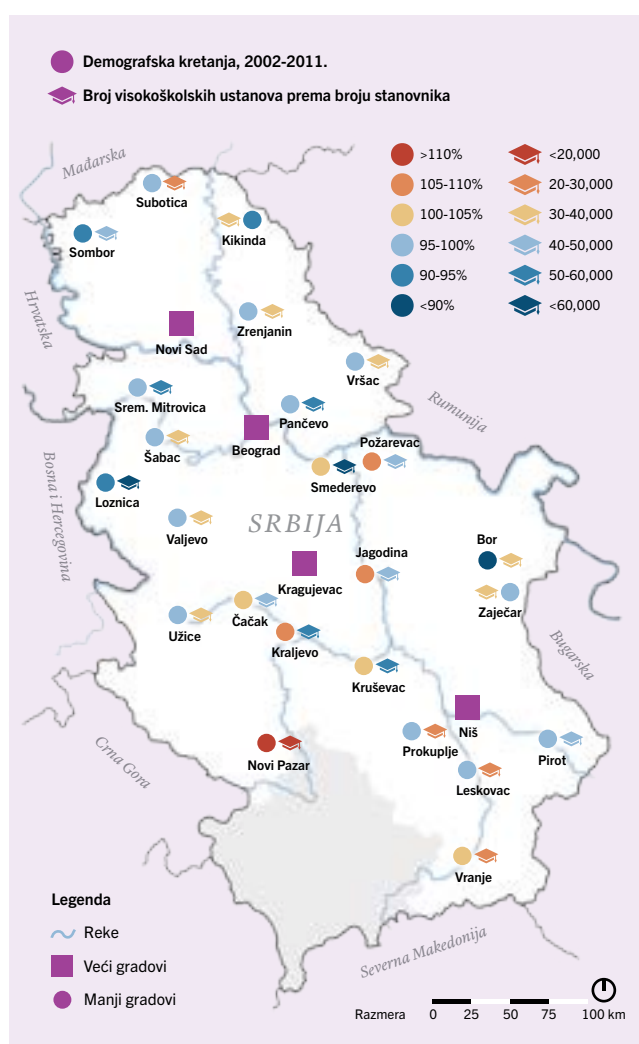 Demografska kretanja, 2002-2011.
Broj visokoškolskih ustanova prema broju stanovnika
>110% <20,000
105-110% 20-30,000
100-105% 30-40,000
95-100% 40-50,000
90-95% 50-60,000
<90% <60,000
Mađarska
Subotica
Kikinda
Sombor
Hrvatska
Zrenjanin
Novi Sad
Vršac
Rumunija
Srem. Mitrovica
Pančevo
Beograd
Požarevac
Šabac
Smederevo
Bosna i Hercegovina
Loznica
SRBIJA
Valjevo
Bor
Jagodina
Kragujevac
Zaječar
Čačak
Užice
Kraljevo
Bugarska
Kruševac
Niš
Prokuplje
Pirot
Crna Gora
Novi Pazar
Leskovac
Vranje
Severna Makedonija
Legenda
Reke
Veći gradovi
Manji gradovi
Razmera 0 25 50 75 100 km